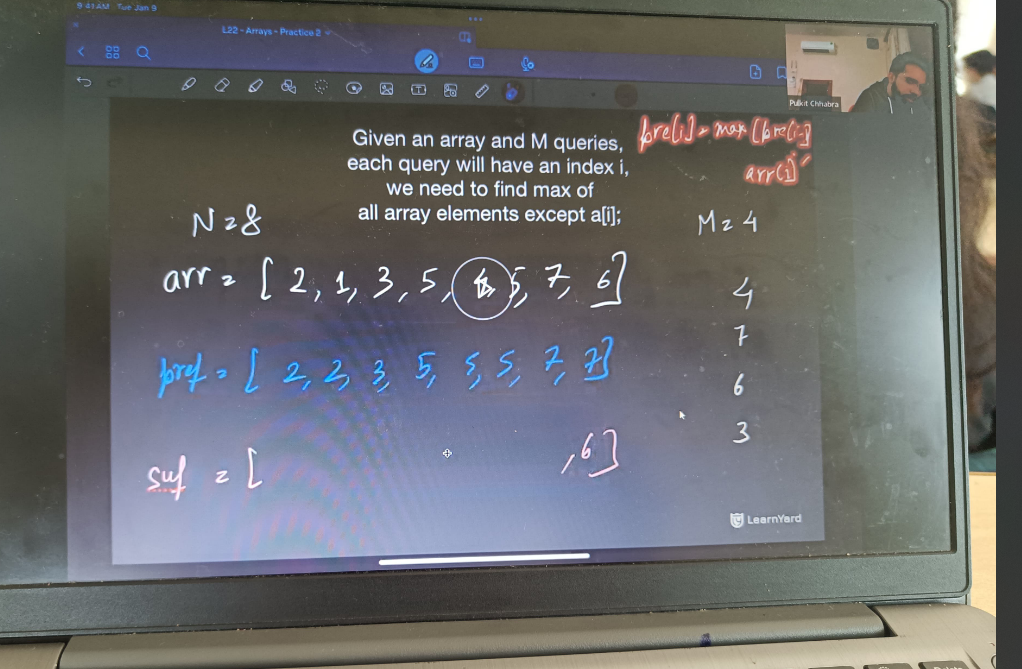 9:41AM Tue Jan 9
L22 - Arrays - Practice 2
Pulkit Chhabra
Given an array and M queries,
each query will have an index i,
we need to find max of
all array elements except a[i];
pre[i] = max [pre[i-1]
arr[i]
N=8
M=4
arr = [ 2, 1, 3, 5, , 5, 7, 6]
4
7
6
3
pref = [ 2, 2, 3, 5, 5, 5, 7, 7]
suf = [ , 6]
LearnYard